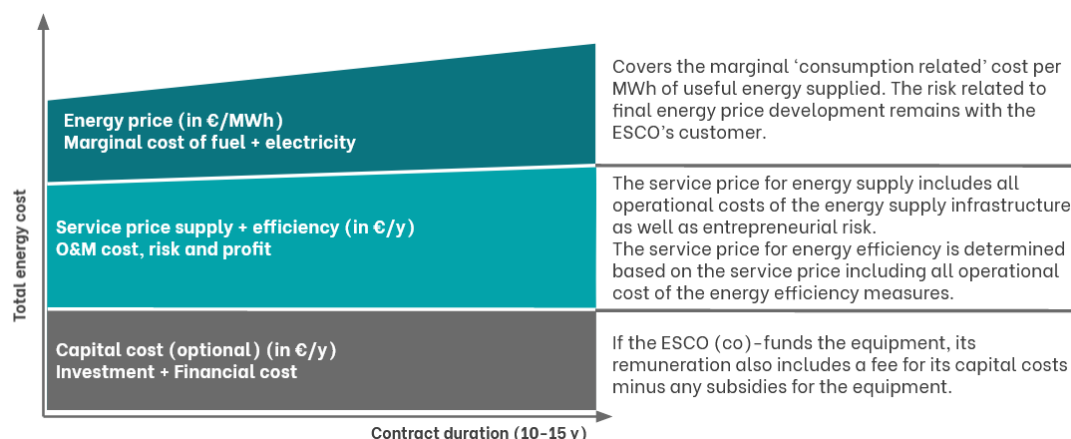 Total energy cost
Energy price (in €/MWh)
Marginal cost of fuel + electricity
Covers the marginal ‘consumption related’ cost per
MWh of useful energy supplied. The risk related to
final energy price development remains with the
ESCO’s customer.
Service price supply + efficiency (in €/y)
O&M cost, risk and profit
The service price for energy supply includes all
operational costs of the energy supply infrastructure
as well as entrepreneurial risk.
The service price for energy efficiency is determined
based on the service price including all operational
cost of the energy efficiency measures.
Capital cost (optional) (in €/y)
Investment + Financial cost
If the ESCO (co)-funds the equipment, its
remuneration also includes a fee for its capital costs
minus any subsidies for the equipment.
Contract duration (10-15 y)